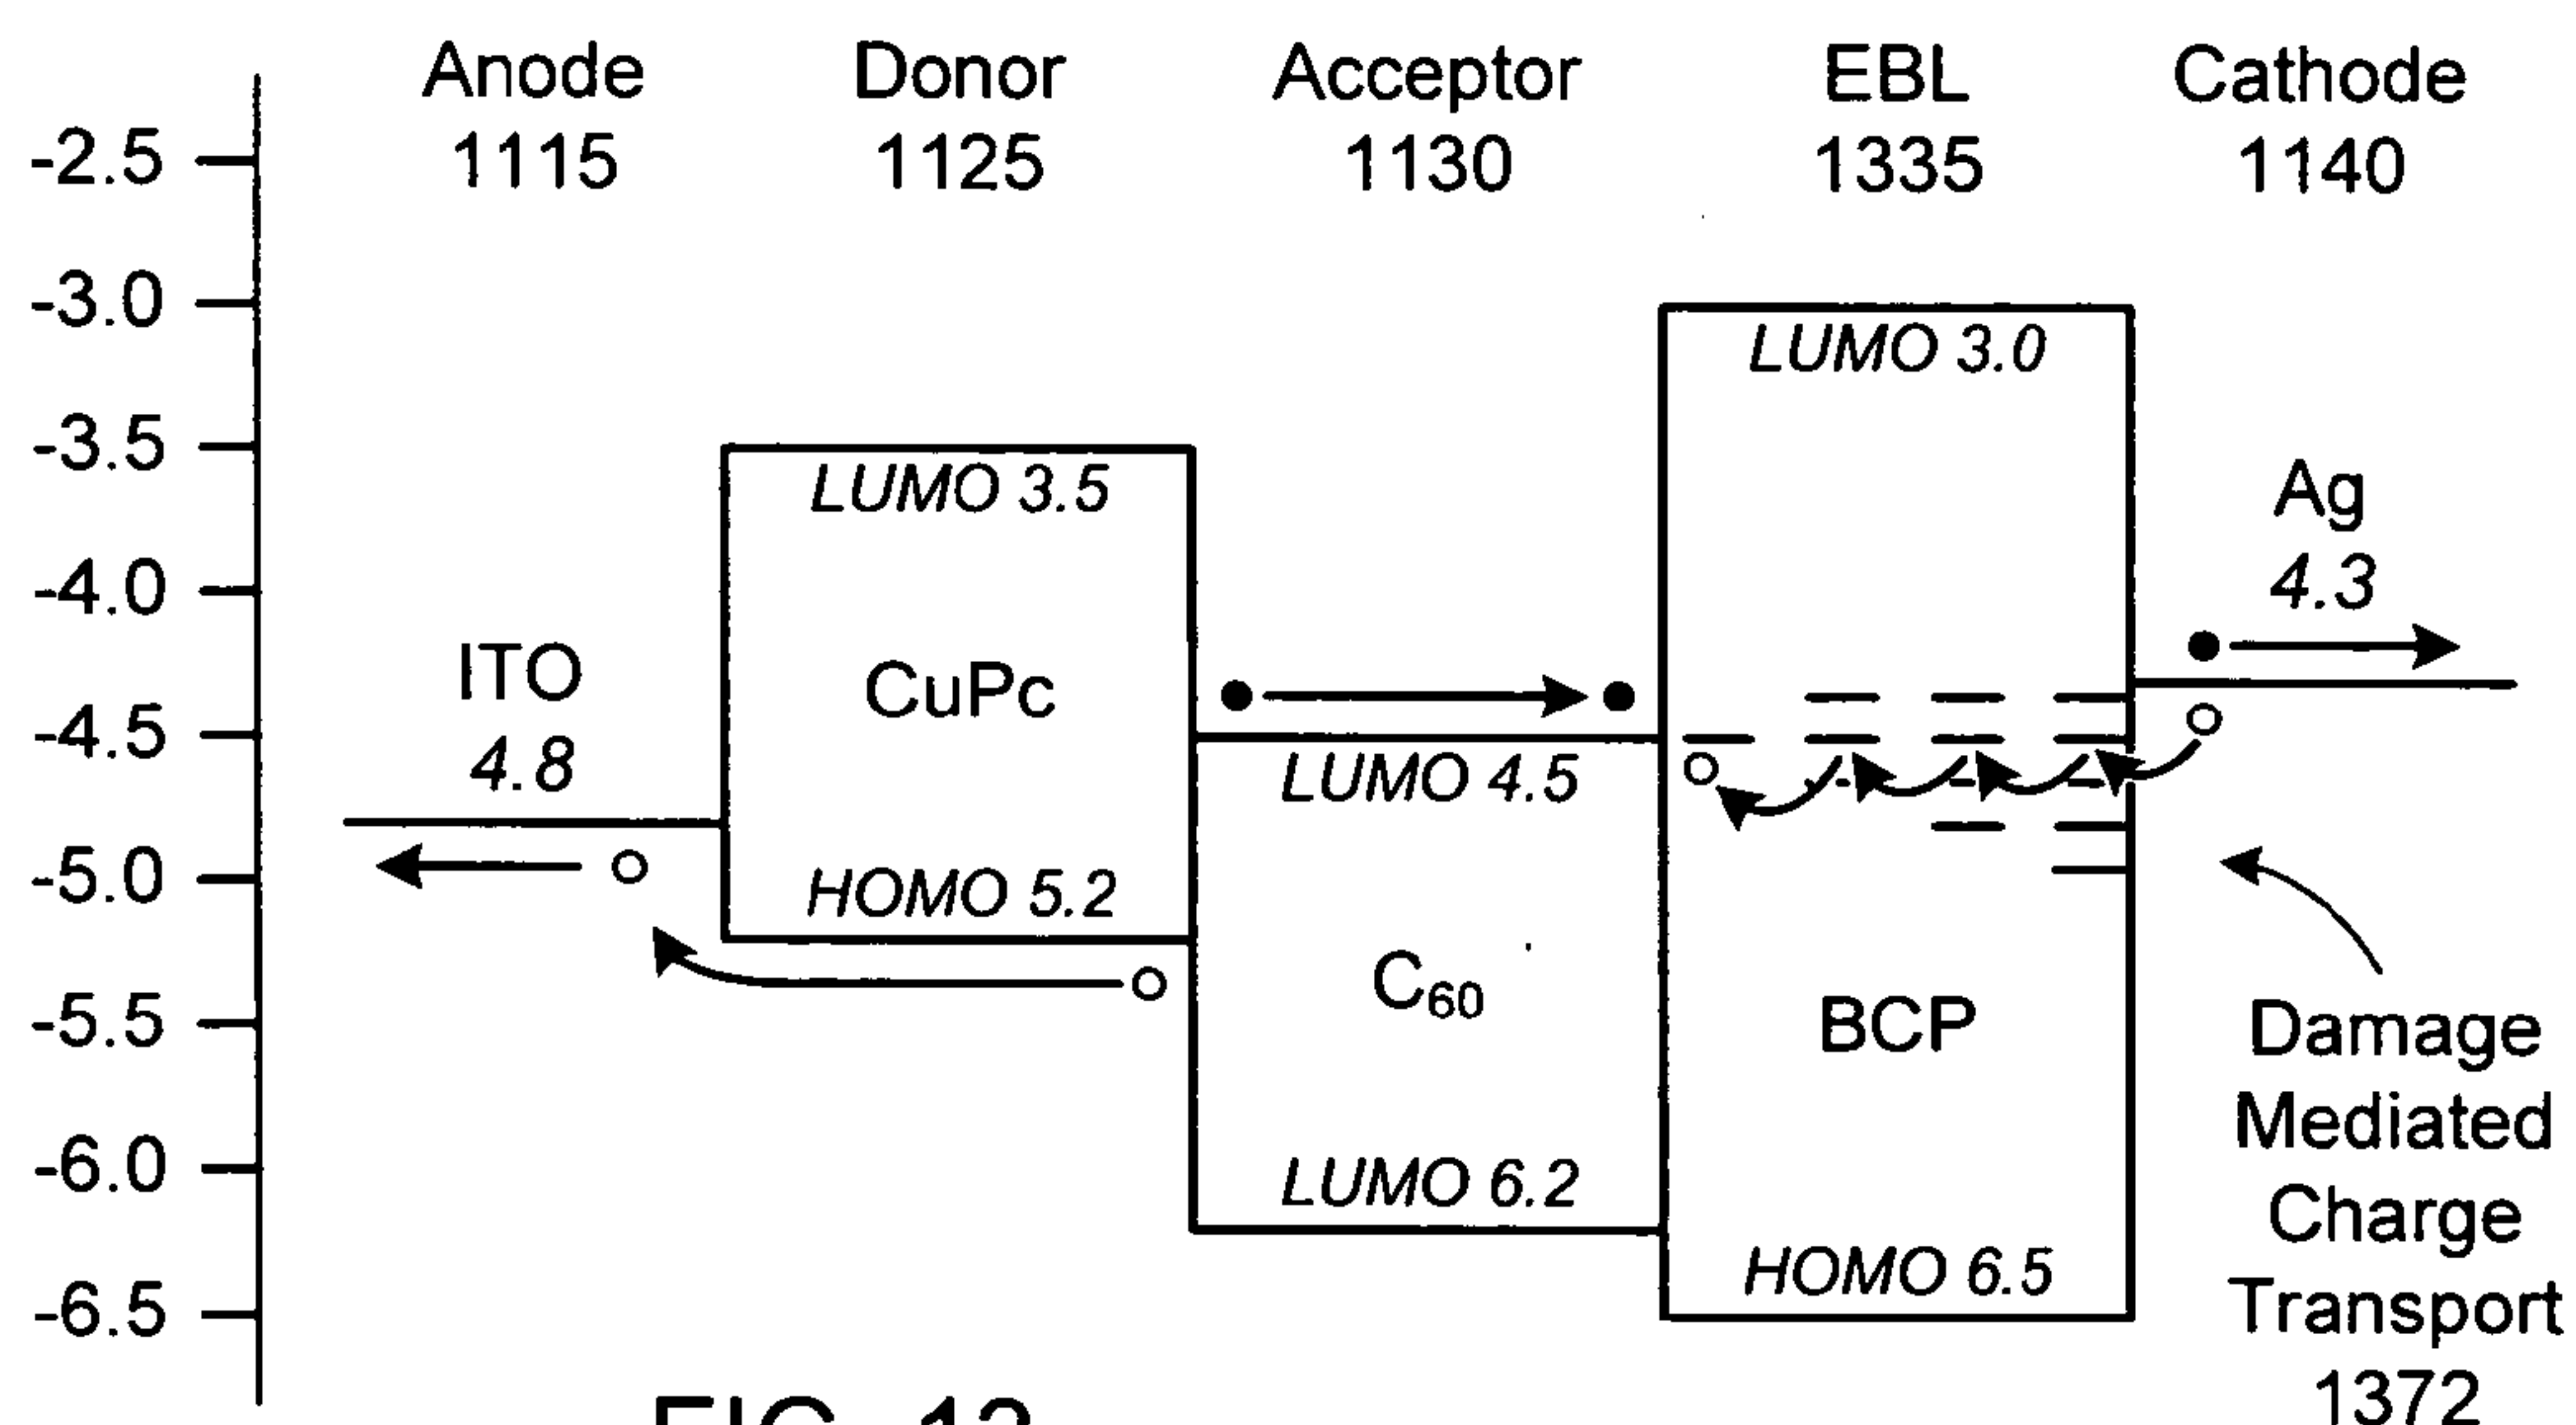 Anode
1115
Donor
1125
Acceptor
1130
EBL
1335
Cathode
1140
-2.5
-3.0
-3.5
-4.0
-4.5
-5.0
-5.5
-6.0
-6.5
ITO
4.8
LUMO 3.5
CuPc
HOMO 5.2
LUMO 4.5
C₆₀
LUMO 6.2
LUMO 3.0
BCP
HOMO 6.5
Ag
4.3
Damage
Mediated
Charge
Transport
1372
FIG.